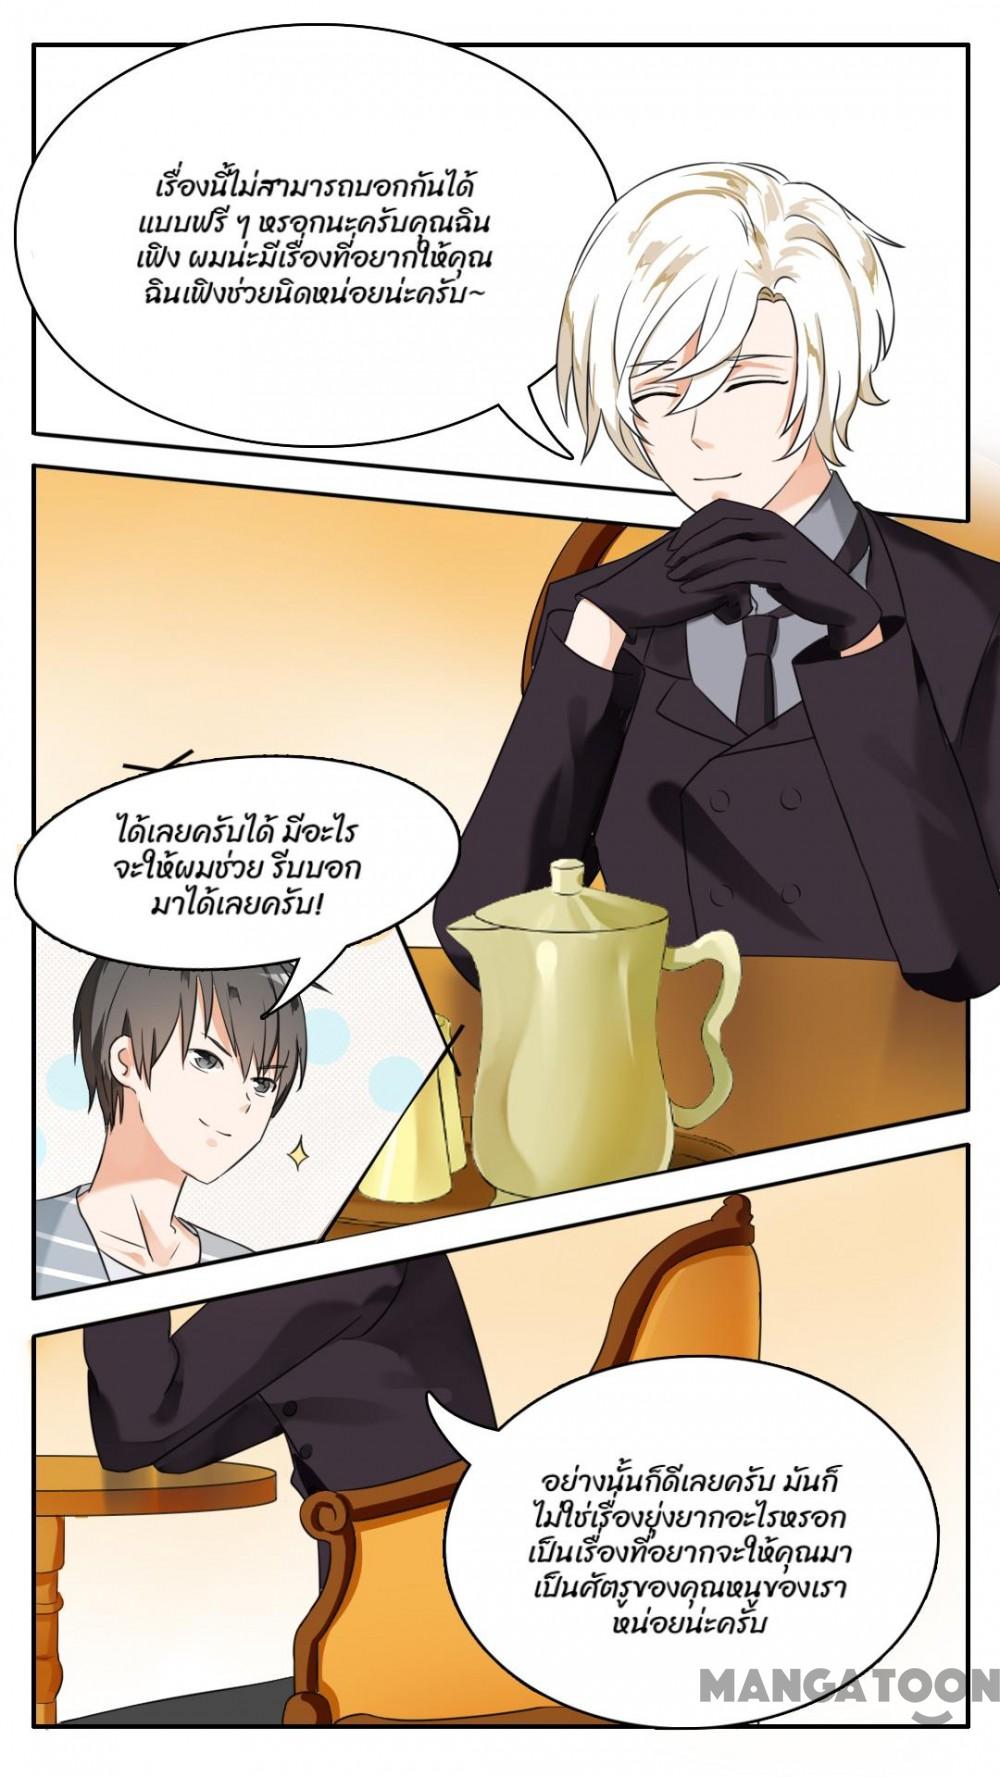 เรื่องนี้ไม่สามารถบอกกันได้
แบบฟรี ๆ หรอกนะครับคุณฉิน
เฟิง ผมน่ะมีเรื่องที่อยากให้คุณ
ฉินเฟิงช่วยนิดหน่อยน่ะครับ~
ได้เลยครับได้ มีอะไร
จะให้ผมช่วย รีบบอก
มาได้เลยครับ!
อย่างนั้นก็ดีเลยครับ มันก็
ไม่ใช่เรื่องยุ่งยากอะไรหรอก
เป็นเรื่องที่อยากจะให้คุณมา
เป็นศัตรูของคุณหนูของเรา
หน่อยน่ะครับ
MANGATOON